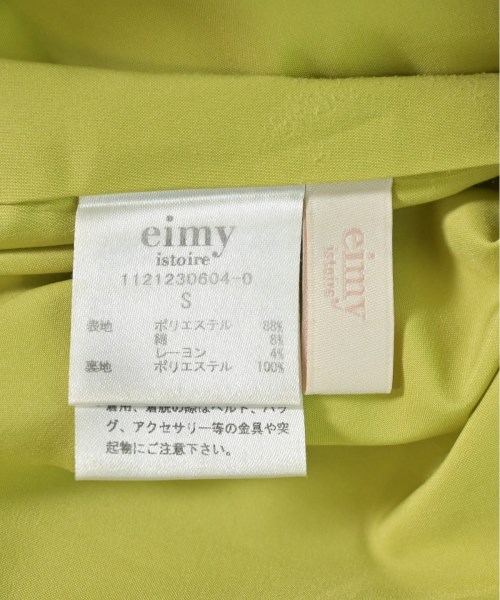 eimy
istoire
1121230604-0
S
表地 ポリエステル 88%
綿 8%
レーヨン 4%
裏地 ポリエステル 100%
着用、着脱の際はベルト、バッ
グ、アクセサリー等の金具や突
起物にご注意下さい。
eimy
istoire